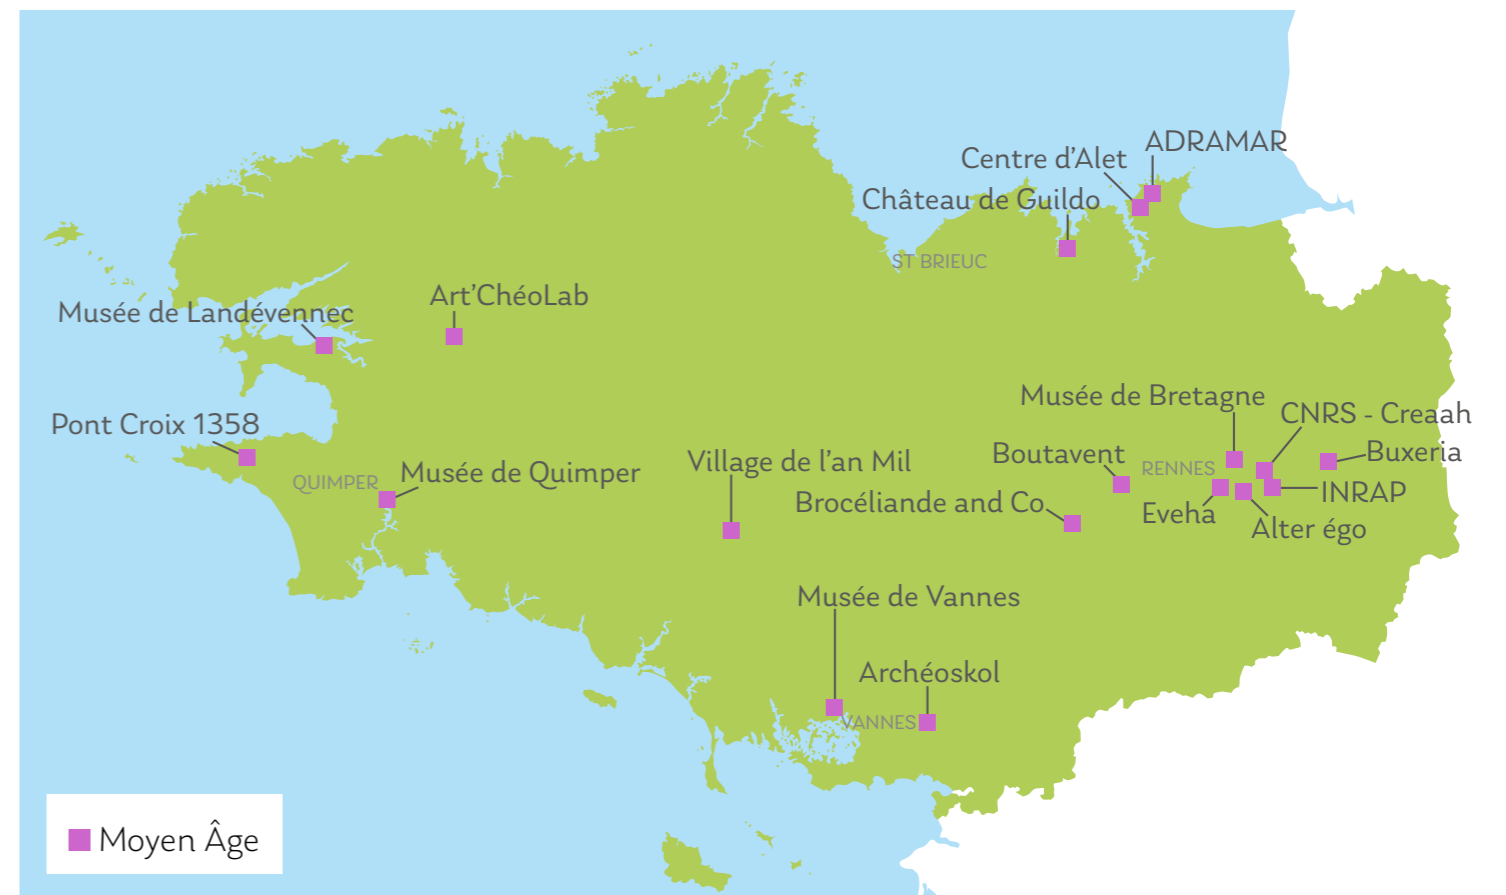 ADRAMAR
Centre d'Alet
Château de Guildo
ST BRIEUC
Art'ChéoLab
Musée de Landévennec
Musée de Bretagne
CNRS - Creaah
Pont Croix 1358
Buxeria
Boutavent
Village de l'an Mil
RENNES
Musée de Quimper
QUIMPER
INRAP
Brocéliande and Co
Eveha
Alter égo
Musée de Vannes
Archéoskol
VANNES
Moyen Âge